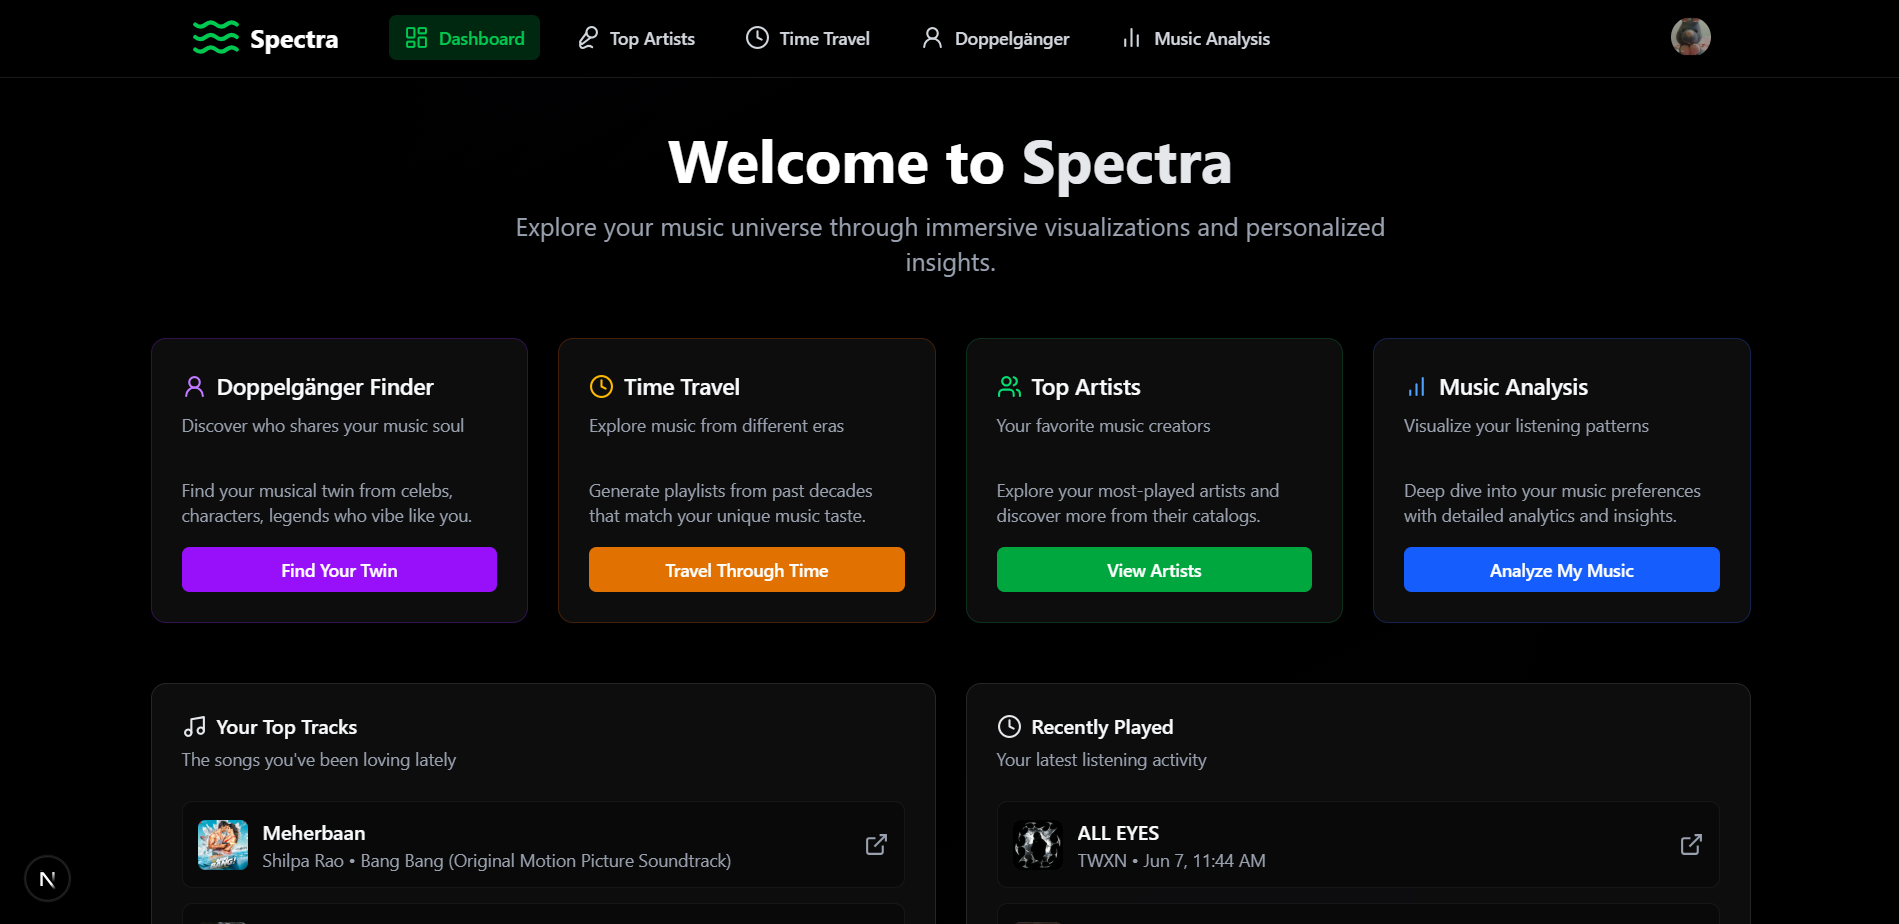 Spectra
Dashboard
Top Artists
Time Travel
Doppelgänger
Music Analysis
Welcome to Spectra
Explore your music universe through immersive visualizations and personalized
insights.
Doppelgänger Finder
Discover who shares your music soul
Find your musical twin from celebs,
characters, legends who vibe like you.
Find Your Twin
Time Travel
Explore music from different eras
Generate playlists from past decades
that match your unique music taste.
Travel Through Time
Top Artists
Your favorite music creators
Explore your most-played artists and
discover more from their catalogs.
View Artists
Music Analysis
Visualize your listening patterns
Deep dive into your music preferences
with detailed analytics and insights.
Analyze My Music
Your Top Tracks
The songs you've been loving lately
Meherbaan
Shilpa Rao • Bang Bang (Original Motion Picture Soundtrack)
Recently Played
Your latest listening activity
ALL EYES
TWXN • Jun 7, 11:44 AM
N